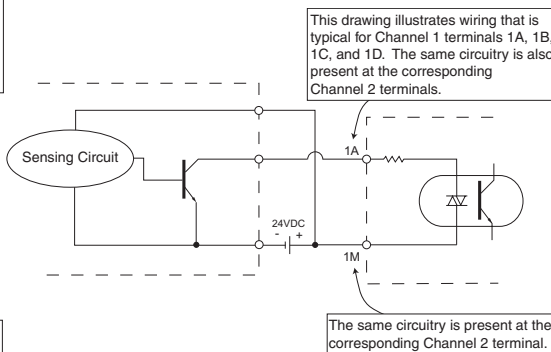 This drawing illustrates wiring that is
typical for Channel 1 terminals 1A, 1B,
1C, and 1D. The same circuitry is also
present at the corresponding
Channel 2 terminals.
1A
Sensing Circuit
24VDC
- +
1M
The same circuitry is present at the
corresponding Channel 2 terminal.